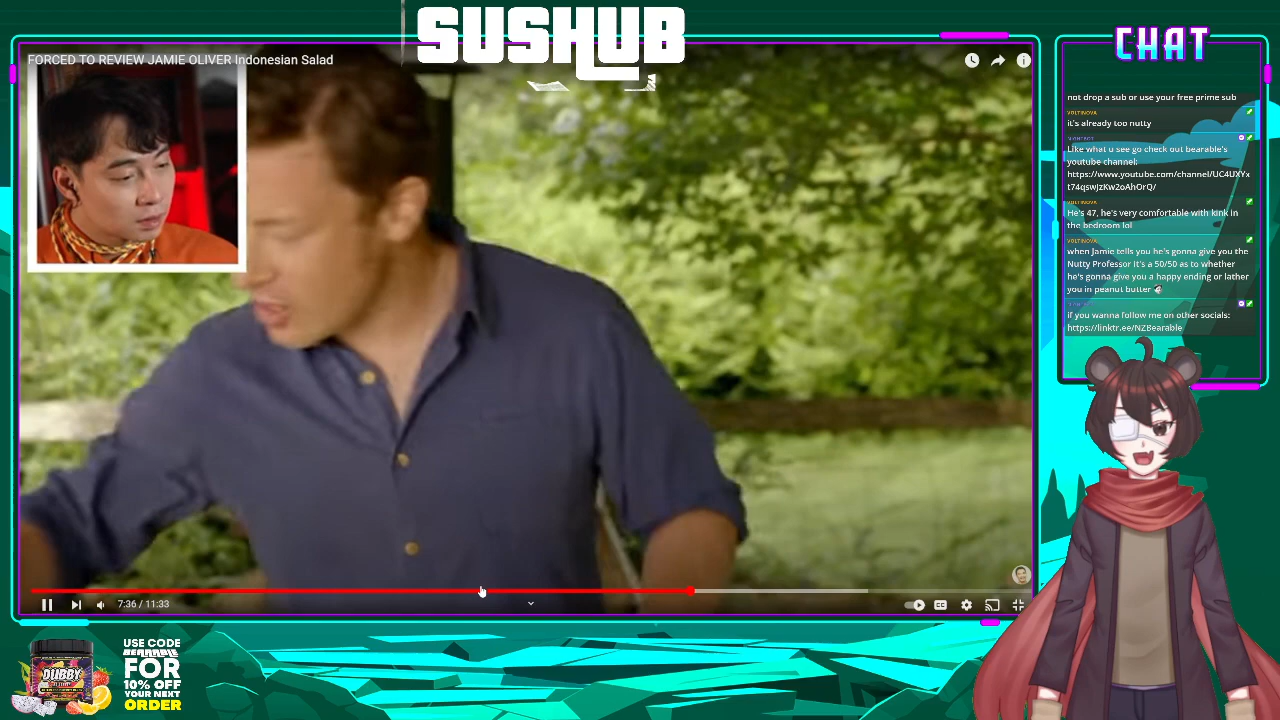 SUSHUB
FORCED TO REVIEW JAMIE OLIVER Indonesian Salad
7:36 / 11:33
CC
CHAT
not drop a sub or use your free prime sub
VOLTINOVA
it's already too nutty
Like what u see go check out bearable's
youtube channel:
https://www.youtube.com/channel/UC4UXYx
t74qswJzKw2oAhOrQ/
VOLTINOVA
He's 47, he's very comfortable with kink in
the bedroom lol
VOLTINOVA
when Jamie tells you he's gonna give you the
Nutty Professor it's a 50/50 as to whether
he's gonna give you a happy ending or lather
you in peanut butter
if you wanna follow me on other socials:
https://linktr.ee/NZBearable
DUBBY
USE CODE
BEARABLE
FOR
10% OFF
YOUR NEXT
ORDER